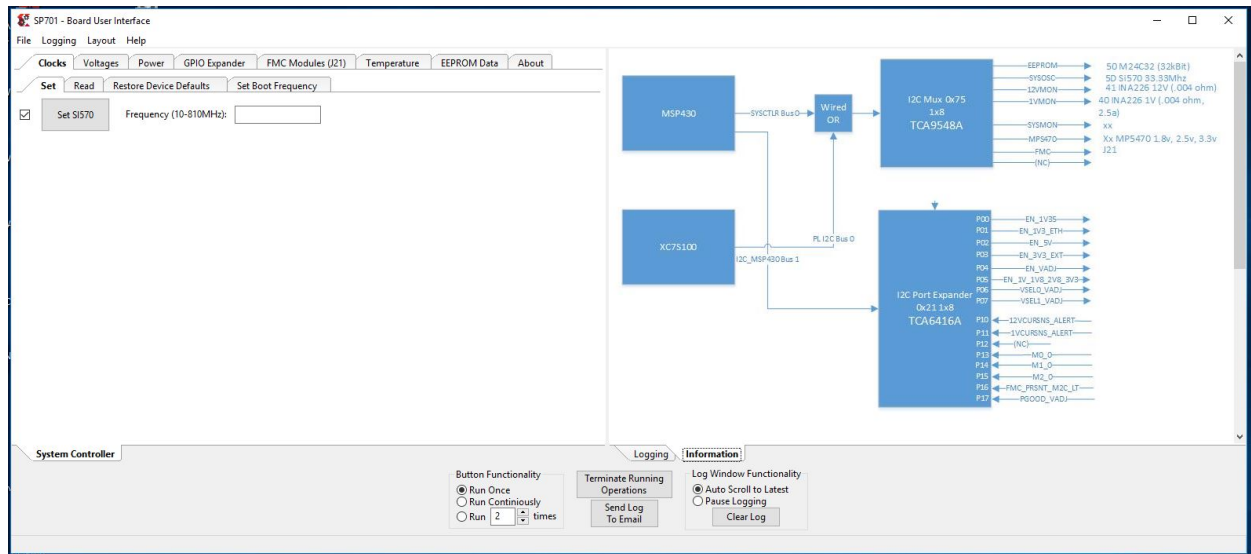 SP701 - Board User Interface
File Logging Layout Help
Clocks Voltages Power GPIO Expander FMC Modules (J21) Temperature EEPROM Data About
Set Read Restore Device Defaults Set Boot Frequency
Set SI570 Frequency (10-810MHz):
MSP430
SYSCTLR Bus 0
Wired
OR
I2C Mux 0x75
1x8
TCA9548A
EEPROM
SYSOSC
12VMON
1VMON
SYSMON
MPS470
FMC
(NC)
50 M24C32 (32kBit)
5D Si570 33.33Mhz
41 INA226 12V (.004 ohm)
40 INA226 1V (.004 ohm,
2.5a)
xx
Xx MPS470 1.8v, 2.5v, 3.3v
J21
XC7S100
PL I2C Bus 0
I2C_MSP430 Bus 1
I2C Port Expander
0x21 1x8
TCA6416A
P00 EN_1V35
P01 EN_1V3_ETH
P02 EN_5V
P03 EN_3V3_EXT
P04 EN_VADJ
P05 EN_1V_1V8_2V8_3V3
P06 VSEL0_VADJ
P07 VSEL1_VADJ
P10 12VCURSNS_ALERT
P11 1VCURSNS_ALERT
P12 (NC)
P13 M0_0
P14 M1_0
P15 M2_0
P16 FMC_PRSNT_M2C_LT
P17 PGOOD_VADJ
System Controller
Logging Information
Button Functionality
Run Once
Run Continiously
Run 2 times
Terminate Running
Operations
Send Log
To Email
Log Window Functionality
Auto Scroll to Latest
Pause Logging
Clear Log